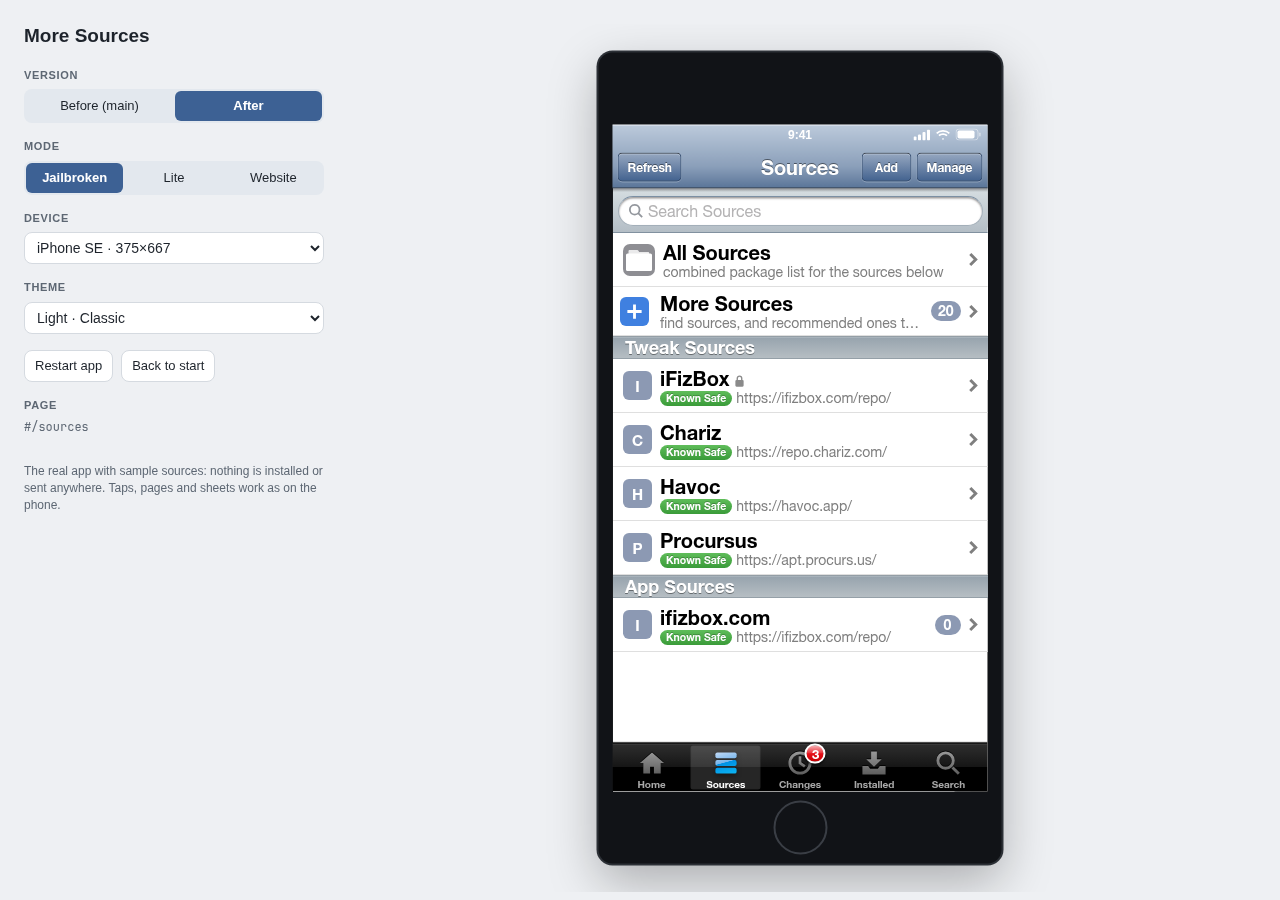 More Sources
VERSION
Before (main)
After
MODE
Jailbroken
Lite
Website
DEVICE
iPhone SE · 375×667
THEME
Light · Classic
Restart app
Back to start
PAGE
#/sources
The real app with sample sources: nothing is installed or
sent anywhere. Taps, pages and sheets work as on the
phone.
9:41
Refresh
Sources
Add
Manage
Search Sources
All Sources
combined package list for the sources below
More Sources
find sources, and recommended ones t…
20
Tweak Sources
I
iFizBox
Known Safe https://ifizbox.com/repo/
C
Chariz
Known Safe https://repo.chariz.com/
H
Havoc
Known Safe https://havoc.app/
P
Procursus
Known Safe https://apt.procurs.us/
App Sources
I
ifizbox.com
Known Safe https://ifizbox.com/repo/
0
3
Home
Sources
Changes
Installed
Search